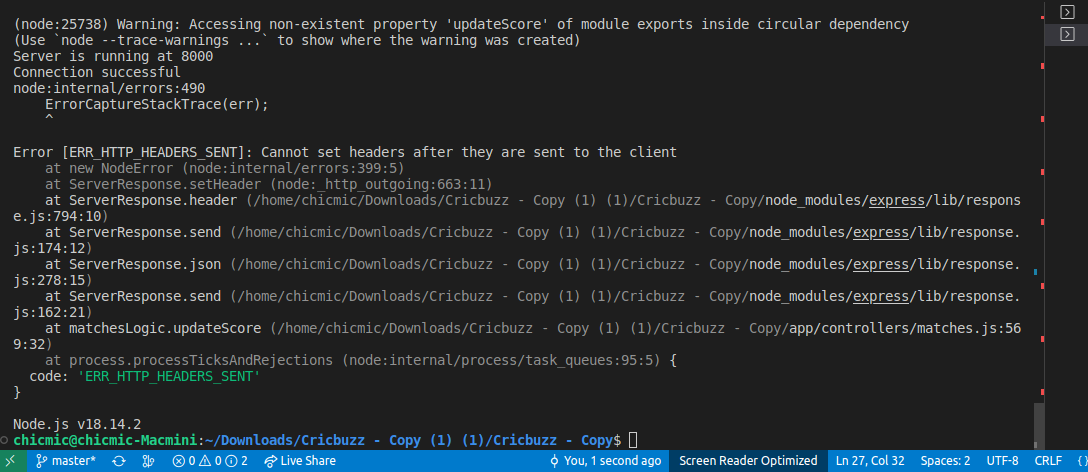 (node:25738) Warning: Accessing non-existent property 'updateScore' of module exports inside circular dependency
(Use `node --trace-warnings ...` to show where the warning was created)
Server is running at 8000
Connection successful
node:internal/errors:490
    ErrorCaptureStackTrace(err);
    ^

Error [ERR_HTTP_HEADERS_SENT]: Cannot set headers after they are sent to the client
    at new NodeError (node:internal/errors:399:5)
    at ServerResponse.setHeader (node:_http_outgoing:663:11)
    at ServerResponse.header (/home/chicmic/Downloads/Cricbuzz - Copy (1) (1)/Cricbuzz - Copy/node_modules/express/lib/respons
e.js:794:10)
    at ServerResponse.send (/home/chicmic/Downloads/Cricbuzz - Copy (1) (1)/Cricbuzz - Copy/node_modules/express/lib/response.
js:174:12)
    at ServerResponse.json (/home/chicmic/Downloads/Cricbuzz - Copy (1) (1)/Cricbuzz - Copy/node_modules/express/lib/response.
js:278:15)
    at ServerResponse.send (/home/chicmic/Downloads/Cricbuzz - Copy (1) (1)/Cricbuzz - Copy/node_modules/express/lib/response.
js:162:21)
    at matchesLogic.updateScore (/home/chicmic/Downloads/Cricbuzz - Copy (1) (1)/Cricbuzz - Copy/app/controllers/matches.js:56
9:32)
    at process.processTicksAndRejections (node:internal/process/task_queues:95:5) {
  code: 'ERR_HTTP_HEADERS_SENT'
}

Node.js v18.14.2
chicmic@chicmic-Macmini:~/Downloads/Cricbuzz - Copy (1) (1)/Cricbuzz - Copy$
master* 0 0 2 Live Share You, 1 second ago Screen Reader Optimized Ln 27, Col 32 Spaces: 2 UTF-8 CRLF {}